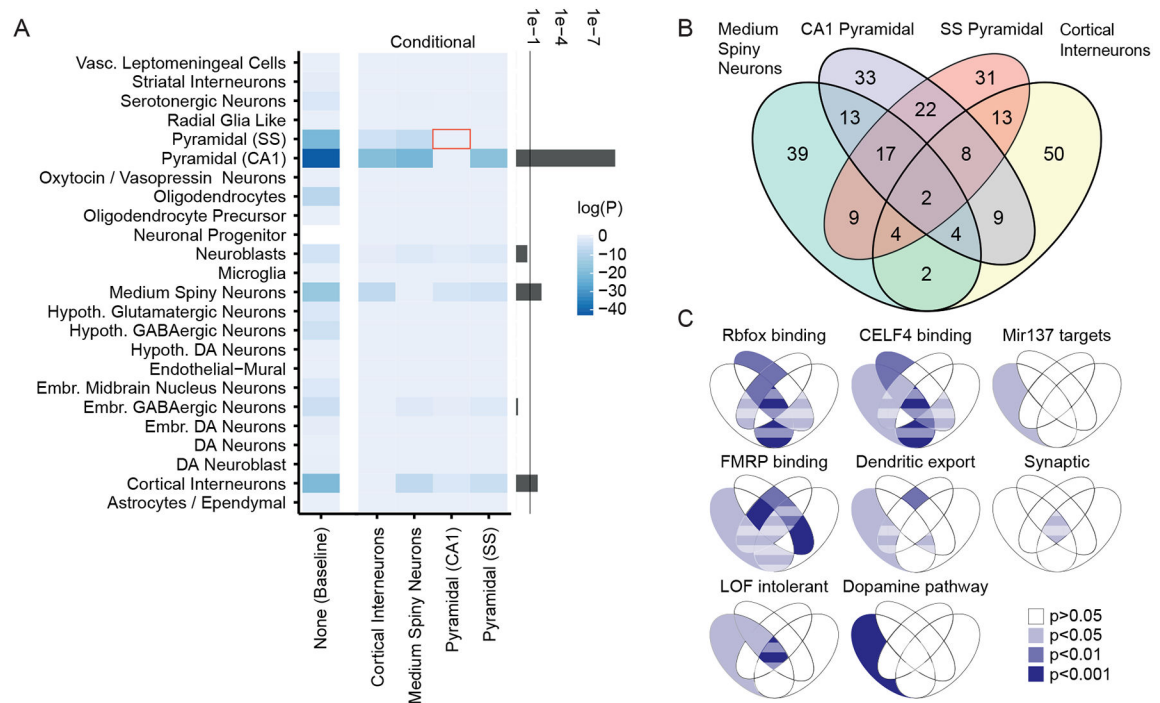 A
Conditional
1e−1
1e−4
1e−7
Vasc. Leptomeningeal Cells
Striatal Interneurons
Serotonergic Neurons
Radial Glia Like
Pyramidal (SS)
Pyramidal (CA1)
Oxytocin / Vasopressin Neurons
Oligodendrocytes
Oligodendrocyte Precursor
Neuronal Progenitor
Neuroblasts
Microglia
Medium Spiny Neurons
Hypoth. Glutamatergic Neurons
Hypoth. GABAergic Neurons
Hypoth. DA Neurons
Endothelial−Mural
Embr. Midbrain Nucleus Neurons
Embr. GABAergic Neurons
Embr. DA Neurons
DA Neurons
DA Neuroblast
Cortical Interneurons
Astrocytes / Ependymal
None (Baseline)
Cortical Interneurons
Medium Spiny Neurons
Pyramidal (CA1)
Pyramidal (SS)
log(P)
0
−10
−20
−30
−40
B
Medium
Spiny
Neurons
CA1 Pyramidal
SS Pyramidal
Cortical
Interneurons
33
31
13
22
13
39
17
8
50
2
9
9
4
4
2
C
Rbfox binding
CELF4 binding
Mir137 targets
FMRP binding
Dendritic export
Synaptic
LOF intolerant
Dopamine pathway
p>0.05
p<0.05
p<0.01
p<0.001